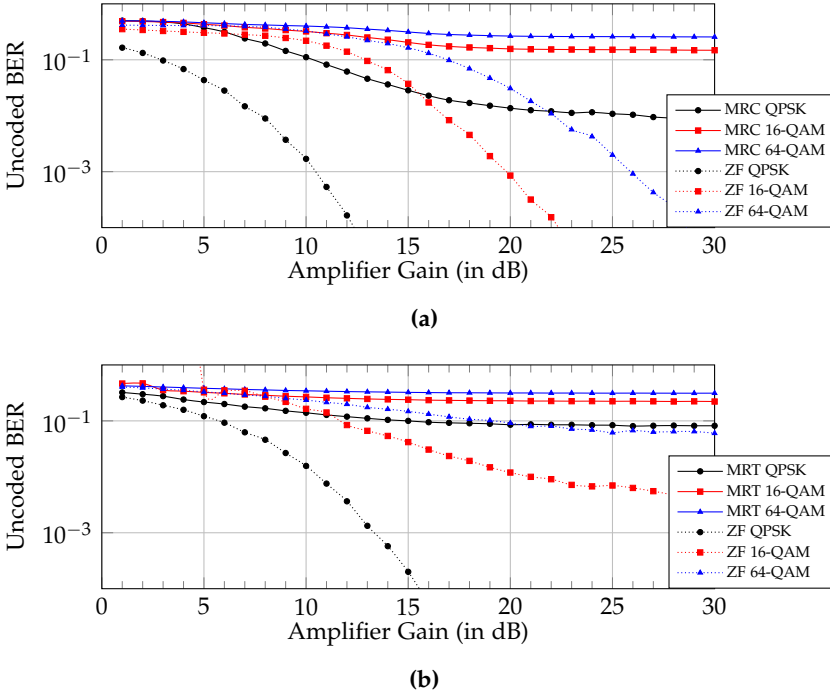 Uncoded BER
10−1
10−3
MRC QPSK
MRC 16-QAM
MRC 64-QAM
ZF QPSK
ZF 16-QAM
ZF 64-QAM
0 5 10 15 20 25 30
Amplifier Gain (in dB)
(a)
Uncoded BER
10−1
10−3
MRT QPSK
MRT 16-QAM
MRT 64-QAM
ZF QPSK
ZF 16-QAM
ZF 64-QAM
0 5 10 15 20 25 30
Amplifier Gain (in dB)
(b)